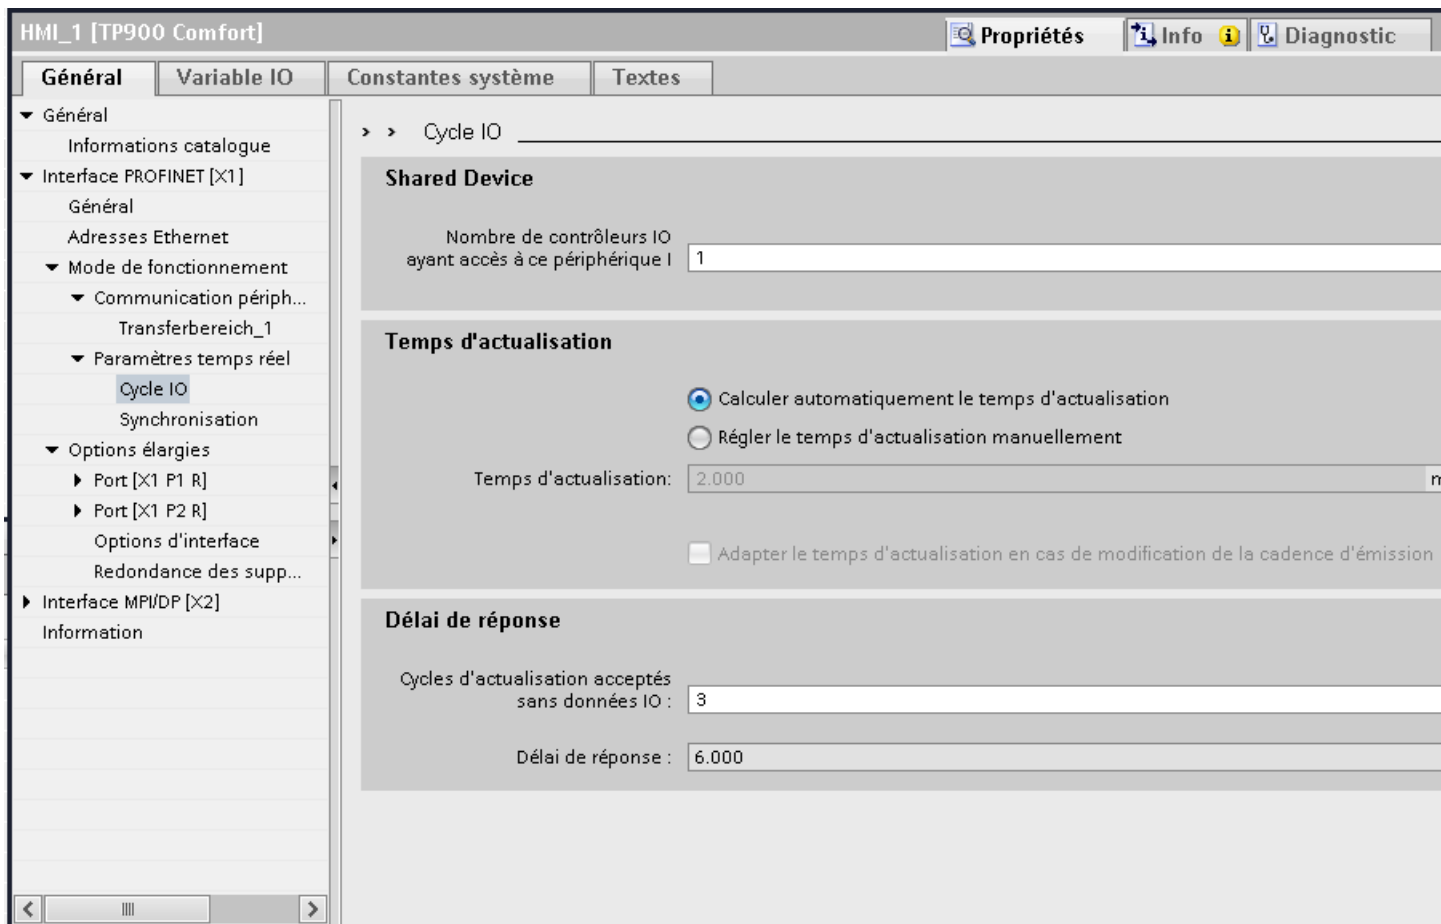 HMI_1 [TP900 Comfort]
Propriétés
Info
Diagnostic
Général
Variable IO
Constantes système
Textes
Général
Informations catalogue
Interface PROFINET [X1]
Général
Adresses Ethernet
Mode de fonctionnement
Communication périph...
Transferbereich_1
Paramètres temps réel
Cycle IO
Synchronisation
Options élargies
Port [X1 P1 R]
Port [X1 P2 R]
Options d'interface
Redondance des supp...
Interface MPI/DP [X2]
Information
> > Cycle IO
Shared Device
Nombre de contrôleurs IO
ayant accès à ce périphérique I
1
Temps d'actualisation
Calculer automatiquement le temps d'actualisation
Régler le temps d'actualisation manuellement
Temps d'actualisation: 2.000
Adapter le temps d'actualisation en cas de modification de la cadence d'émission
Délai de réponse
Cycles d'actualisation acceptés
sans données IO : 3
Délai de réponse : 6.000